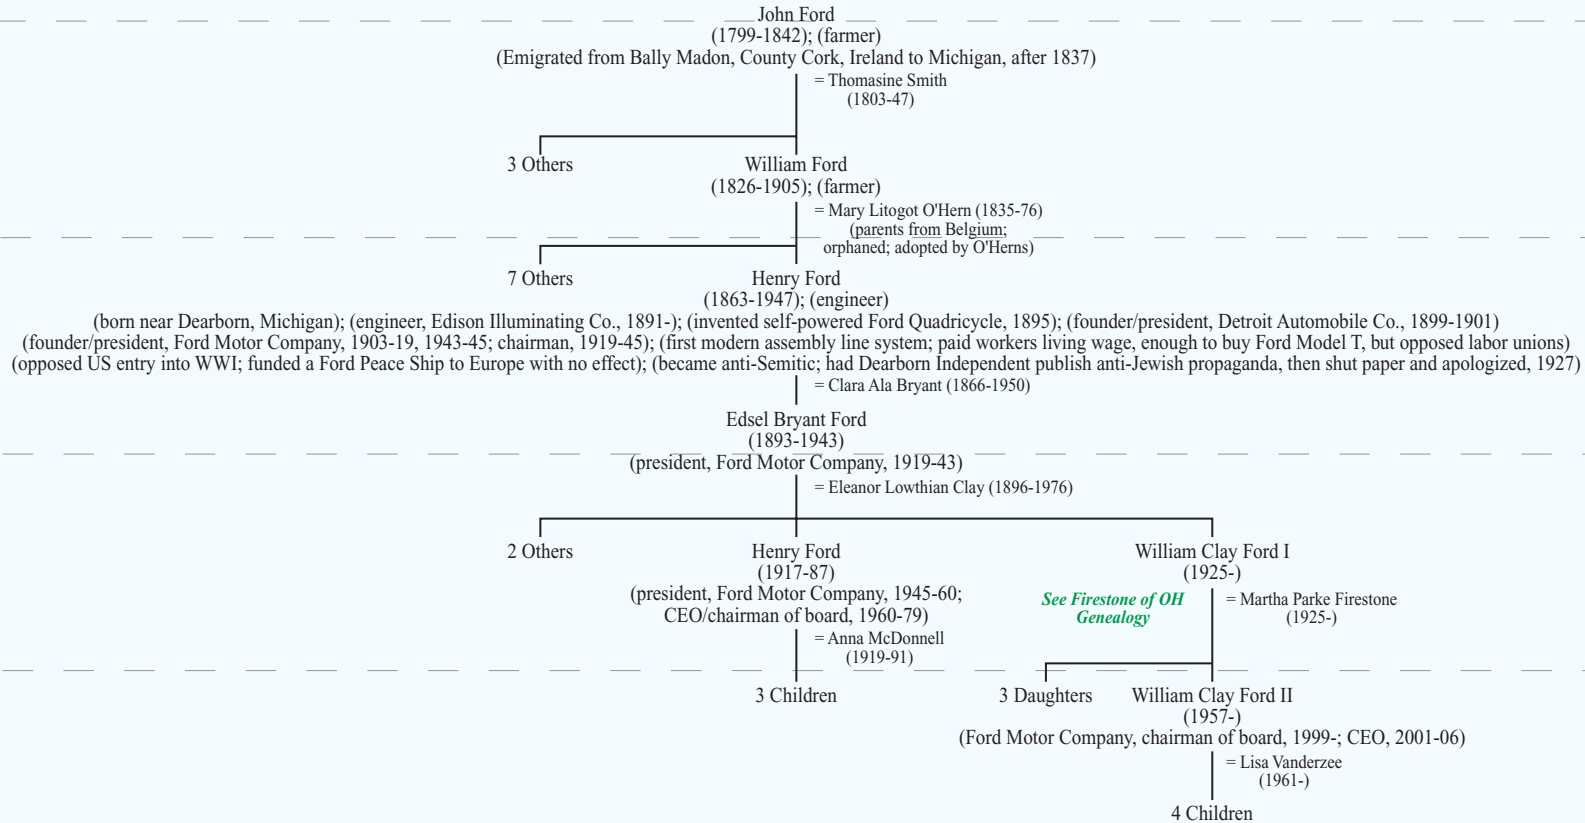 John Ford
(1799-1842); (farmer)
(Emigrated from Bally Madon, County Cork, Ireland to Michigan, after 1837)
= Thomasine Smith
(1803-47)
3 Others
William Ford
(1826-1905); (farmer)
= Mary Litogot O'Hern (1835-76)
(parents from Belgium;
orphaned; adopted by O'Herns)
7 Others
Henry Ford
(1863-1947); (engineer)
(born near Dearborn, Michigan); (engineer, Edison Illuminating Co., 1891-); (invented self-powered Ford Quadricycle, 1895); (founder/president, Detroit Automobile Co., 1899-1901)
(founder/president, Ford Motor Company, 1903-19, 1943-45; chairman, 1919-45); (first modern assembly line system; paid workers living wage, enough to buy Ford Model T, but opposed labor unions)
(opposed US entry into WWI; funded a Ford Peace Ship to Europe with no effect); (became anti-Semitic; had Dearborn Independent publish anti-Jewish propaganda, then shut paper and apologized, 1927)
= Clara Ala Bryant (1866-1950)
Edsel Bryant Ford
(1893-1943)
(president, Ford Motor Company, 1919-43)
= Eleanor Lowthian Clay (1896-1976)
2 Others
Henry Ford
(1917-87)
(president, Ford Motor Company, 1945-60;
CEO/chairman of board, 1960-79)
= Anna McDonnell
(1919-91)
3 Children
William Clay Ford I
(1925-)
See Firestone of OH
Genealogy
= Martha Parke Firestone
(1925-)
3 Daughters
William Clay Ford II
(1957-)
(Ford Motor Company, chairman of board, 1999-; CEO, 2001-06)
= Lisa Vanderzee
(1961-)
4 Children